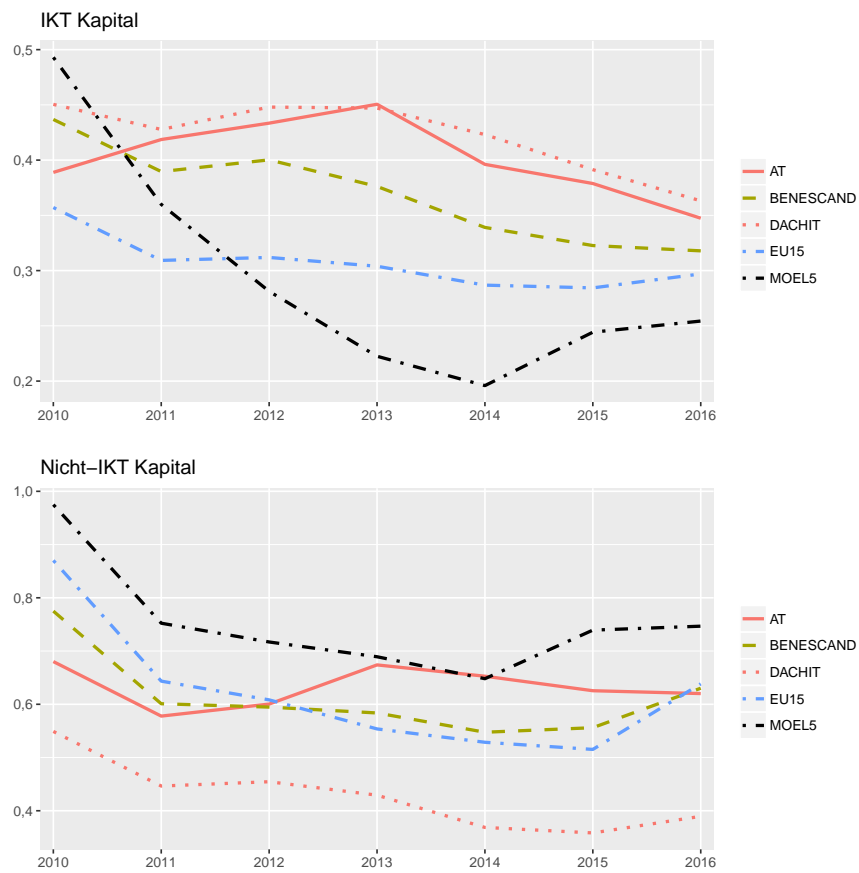 IKT Kapital
0,5
0,4
0,3
0,2
2010 2011 2012 2013 2014 2015 2016
AT
BENESCAND
DACHIT
EU15
MOEL5
Nicht−IKT Kapital
1,0
0,8
0,6
0,4
2010 2011 2012 2013 2014 2015 2016
AT
BENESCAND
DACHIT
EU15
MOEL5